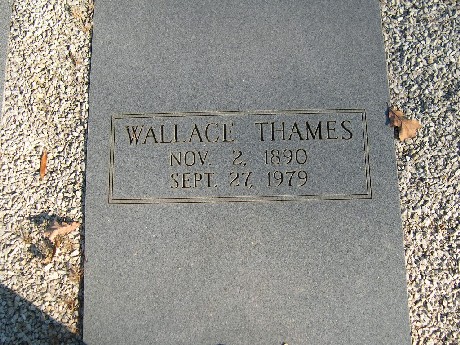 WALLACE THAMES
NOV. 2, 1890
SEPT. 27, 1979